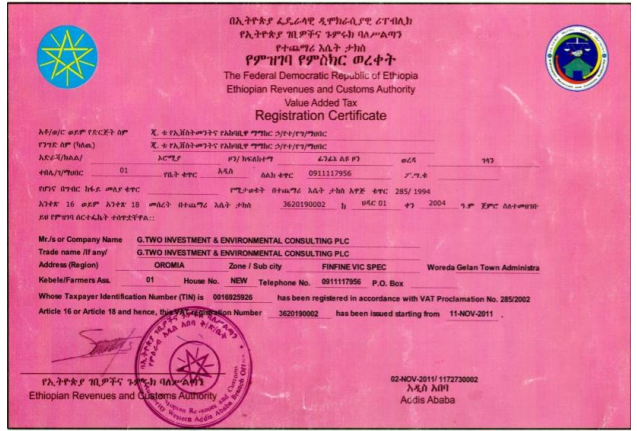 በኢትዮጵያ ፌዴራላዊ ዲሞክራሲያዊ ሪፐብሊክ
የኢትዮጵያ ገቢዎችና ጉምሩክ ባለሥልጣን
የተጨማሪ እሴት ታክስ
የምዝገባ የምስክር ወረቀት
The Federal Democratic Republic of Ethiopia
Ethiopian Revenues and Customs Authority
Value Added Tax
Registration Certificate
አቶ/ወ/ሮ ወይም የድርጅት ስም ጂ. ቱ የኢንቨስትመንትና የአከባቢዋ ማማከር ኃ/የተ/የግ/ማህበር
የንግድ ስም ጂ. ቱ የኢንቨስትመንትና የአከባቢዋ ማማከር ኃ/የተ/የግ/ማህበር
አድራሻ/ክልል/ ኦሮሚያ ዞን/ ክፍለከተማ ፊንፊኔ ልዩ ዞን ወረዳ ገላን
ተበሌ/ገ/ማህበር 01 የቤት ቁጥር አዲስ ስልክ ቁጥር 0911117956 ፖ.ሣ.ቁ
የሆነና በግብር ከፋይ መለያ ቁጥር የሚታወቁት በተጨማሪ እሴት ታክስ አዋጅ ቁጥር 285/ 1994
አንቀጽ 16 ወይም አንቀጽ 18 መሰረት በተጨማሪ እሴት ታክስ 3620190002 ከ ህዳር 01 ቀን 2004 ዓ.ም ጀምሮ ስለተመዘገቡ
ይህ የምዝገባ ሰርተፊኬት ተሰጥቷቸዋል::
Mr./s or Company Name G.TWO INVESTMENT & ENVIRONMENTAL CONSULTING PLC
Trade name /If any/ G.TWO INVESTMENT & ENVIRONMENTAL CONSULTING PLC
Address (Region) OROMIA Zone / Sub city FINFINE VIC SPEC Woreda Gelan Town Administra
Kebele/Farmers Ass. 01 House No. NEW Telephone No. 0911117956 P.O. Box
Whose Taxpayer Identification Number (TIN) is 0016925926 has been registered in accordance with VAT Proclamation No. 285/2002
Article 16 or Article 18 and hence, this VAT registration Number 3620190002 has been issued starting from 11-NOV-2011 .
የኢትዮጵያ ገቢዎችና ጉምሩክ ባለሥልጣን
Ethiopian Revenues and Customs Authority
02-NOV-2011/ 1172730002
አዲስ አበባ
Addis Ababa